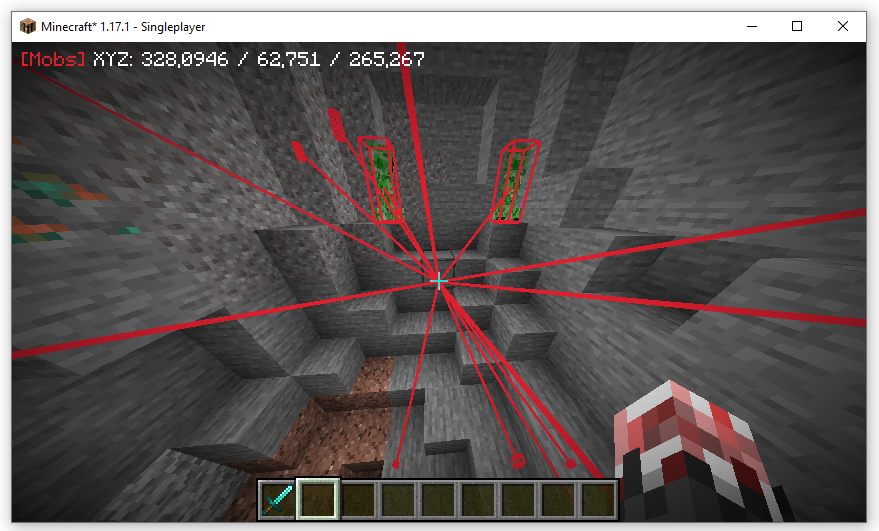 Minecraft* 1.17.1 - Singleplayer
[Mobs] XYZ: 328,0946 / 62,751 / 265,267